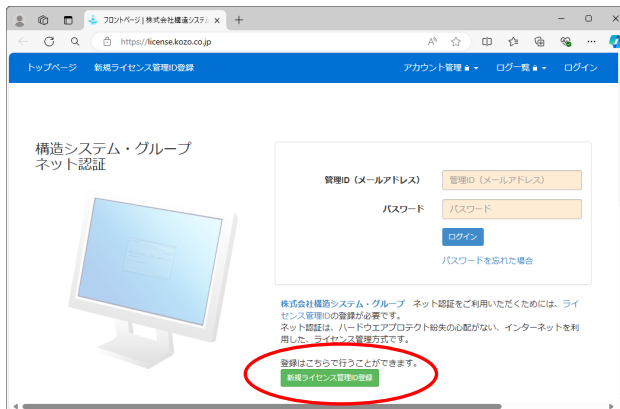 フロントページ | 株式会社構造システム
https://license.kozo.co.jp
トップページ 新規ライセンス管理ID登録 アカウント管理 ログ一覧 ログイン
構造システム・グループ
ネット認証
管理ID（メールアドレス） 管理ID（メールアドレス）
パスワード パスワード
ログイン
パスワードを忘れた場合
株式会社構造システム・グループ ネット認証をご利用いただくためには、ライ
センス管理IDの登録が必要です。
ネット認証は、ハードウエアプロテクト紛失の心配がない、インターネットを利
用した、ライセンス管理方式です。
登録はこちらで行うことができます。
新規ライセンス管理ID登録